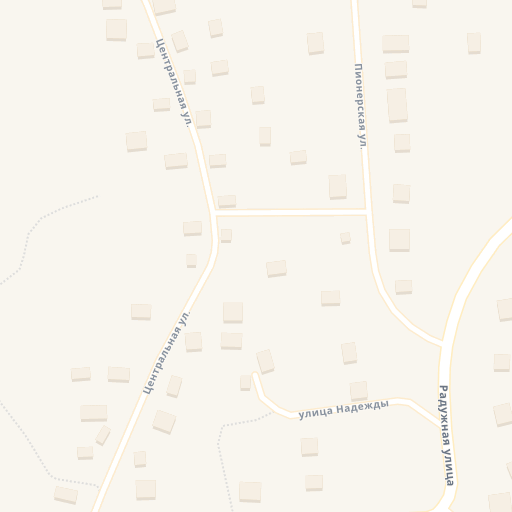 Центральная ул.
Пионерская ул.
Центральная ул.
улица Надежды
Радужная улица